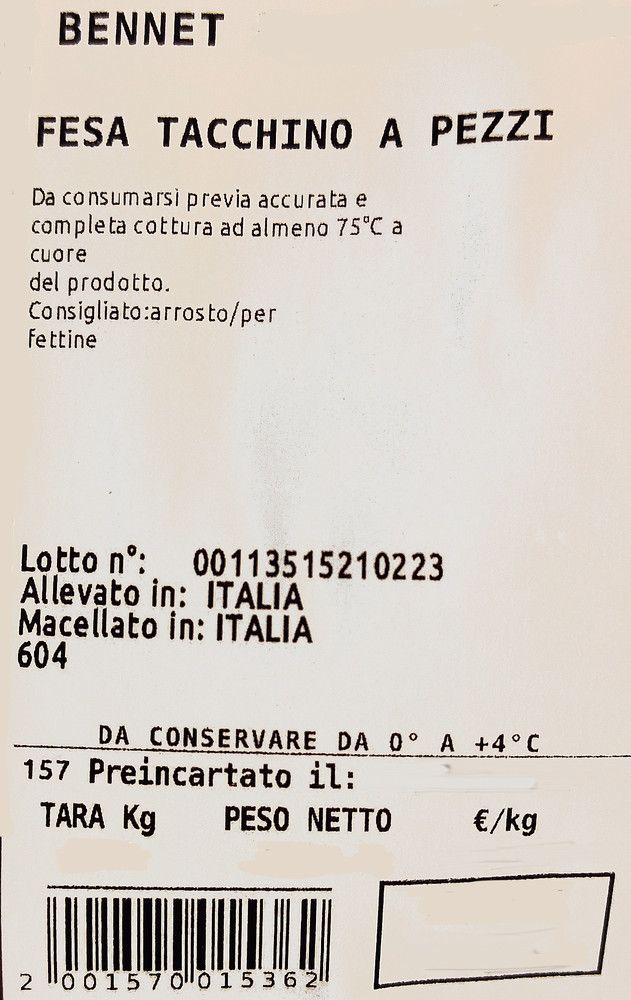 BENNET
FESA TACCHINO A PEZZI
Da consumarsi previa accurata e
completa cottura ad almeno 75°C a
cuore
del prodotto.
Consigliato:arrosto/per
fettine
Lotto n°: 00113515210223
Allevato in: ITALIA
Macellato in: ITALIA
604
DA CONSERVARE DA 0° A +4°C
157 Preincartato il:
TARA Kg PESO NETTO €/kg
2 001570 015362